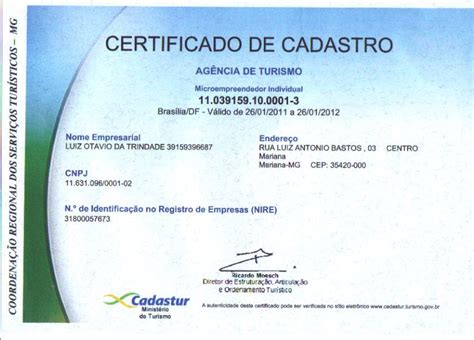 COORDENAÇÃO REGIONAL DOS SERVIÇOS TURÍSTICOS – MG
CERTIFICADO DE CADASTRO
AGÊNCIA DE TURISMO
Microempreendedor Individual
11.039159.10.0001-3
Brasília/DF - Válido de 26/01/2011 a 26/01/2012
Nome Empresarial
LUIZ OTAVIO DA TRINDADE 39159396687
CNPJ
11.631.096/0001-02
N.º de Identificação no Registro de Empresas (NIRE)
31800057673
Endereço
RUA LUIZ ANTONIO BASTOS , 03 CENTRO
Mariana
Mariana-MG CEP: 35420-000
Ricardo Moesch
Diretor de Estruturação, Articulação
e Ordenamento Turístico
Cadastur
Ministério
do Turismo
A autenticidade deste certificado pode ser verificada no sítio eletrônico www.cadastur.turismo.gov.br